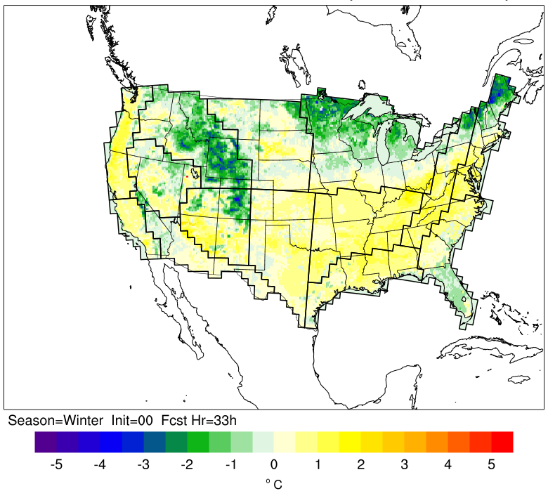 Season=Winter Init=00 Fcst Hr=33h
-5 -4 -3 -2 -1 0 1 2 3 4 5
° C